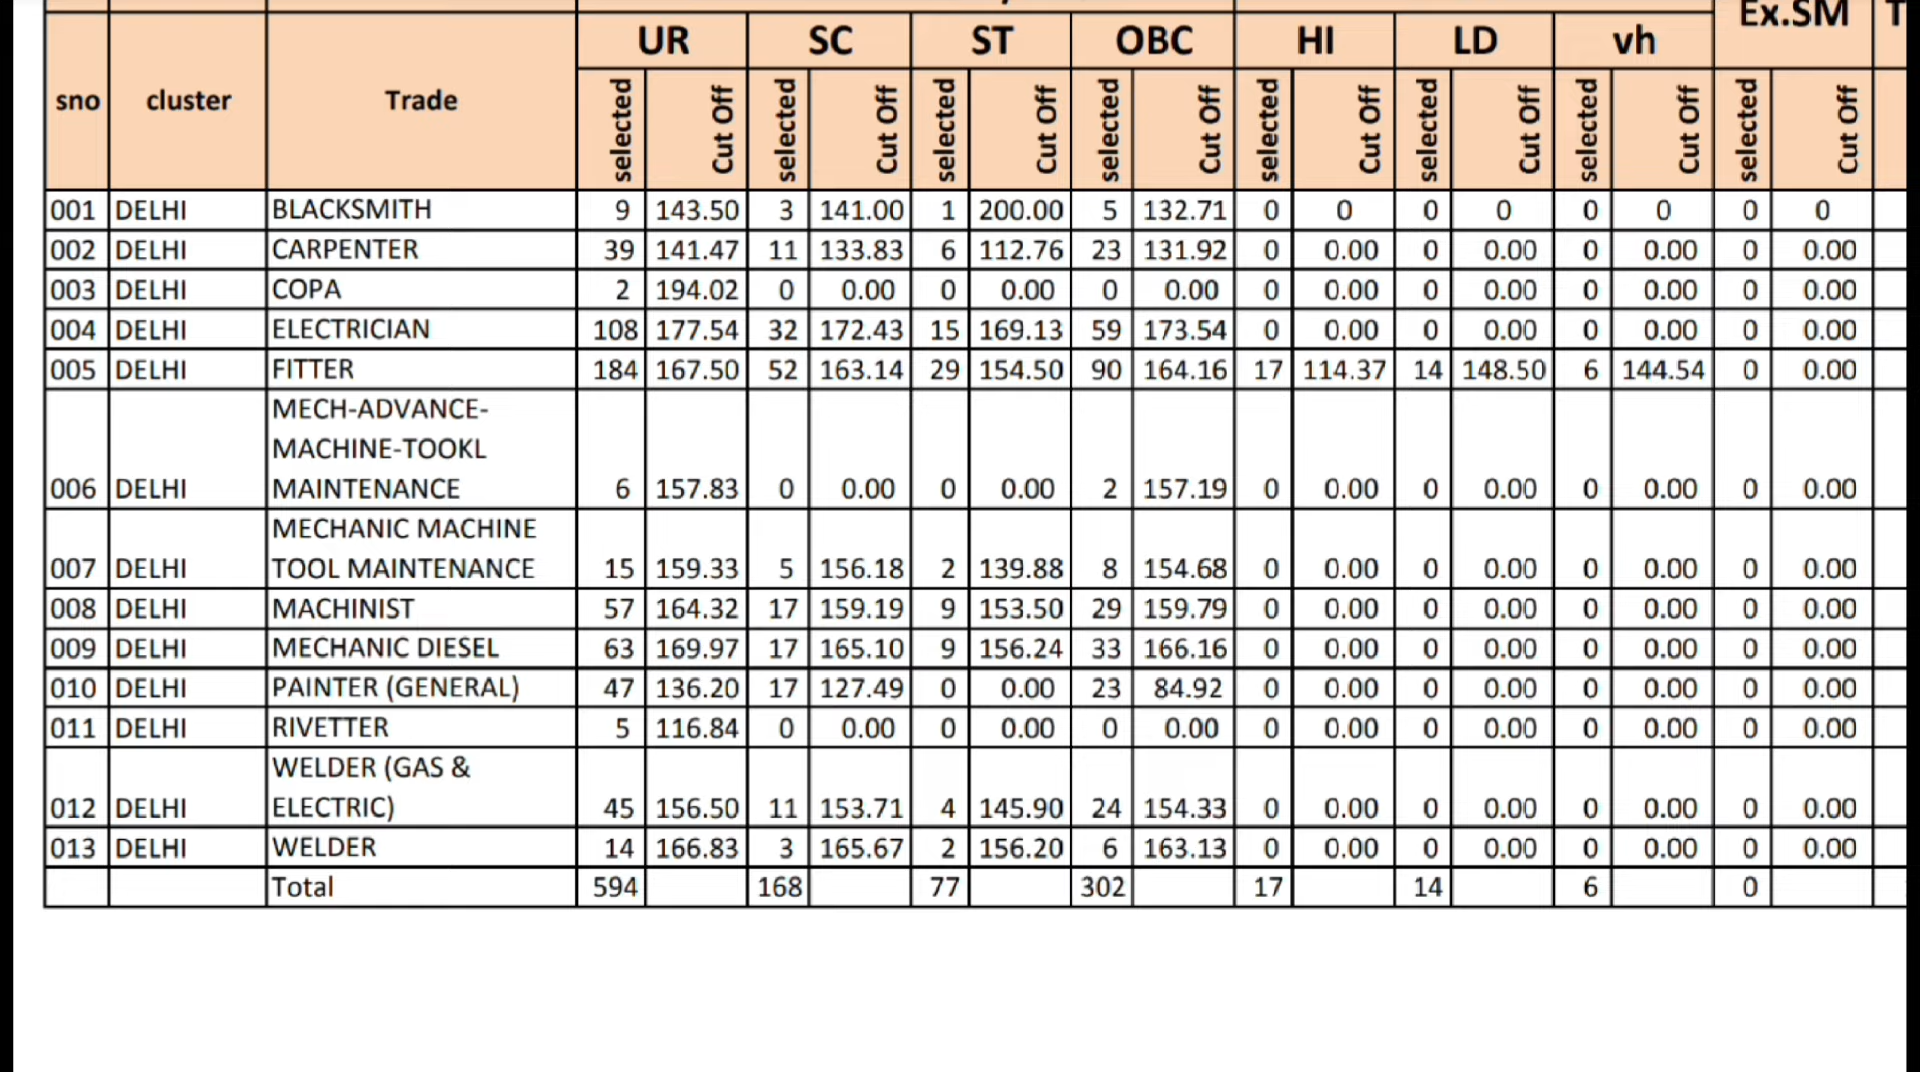 Ex.SM T
UR SC ST OBC HI LD vh
sno cluster Trade selected Cut Off selected Cut Off selected Cut Off selected Cut Off selected Cut Off selected Cut Off selected Cut Off selected Cut Off
001 DELHI BLACKSMITH 9 143.50 3 141.00 1 200.00 5 132.71 0 0 0 0 0 0 0 0
002 DELHI CARPENTER 39 141.47 11 133.83 6 112.76 23 131.92 0 0.00 0 0.00 0 0.00 0 0.00
003 DELHI COPA 2 194.02 0 0.00 0 0.00 0 0.00 0 0.00 0 0.00 0 0.00 0 0.00
004 DELHI ELECTRICIAN 108 177.54 32 172.43 15 169.13 59 173.54 0 0.00 0 0.00 0 0.00 0 0.00
005 DELHI FITTER 184 167.50 52 163.14 29 154.50 90 164.16 17 114.37 14 148.50 6 144.54 0 0.00
MECH-ADVANCE-
MACHINE-TOOKL
006 DELHI MAINTENANCE 6 157.83 0 0.00 0 0.00 2 157.19 0 0.00 0 0.00 0 0.00 0 0.00
MECHANIC MACHINE
007 DELHI TOOL MAINTENANCE 15 159.33 5 156.18 2 139.88 8 154.68 0 0.00 0 0.00 0 0.00 0 0.00
008 DELHI MACHINIST 57 164.32 17 159.19 9 153.50 29 159.79 0 0.00 0 0.00 0 0.00 0 0.00
009 DELHI MECHANIC DIESEL 63 169.97 17 165.10 9 156.24 33 166.16 0 0.00 0 0.00 0 0.00 0 0.00
010 DELHI PAINTER (GENERAL) 47 136.20 17 127.49 0 0.00 23 84.92 0 0.00 0 0.00 0 0.00 0 0.00
011 DELHI RIVETTER 5 116.84 0 0.00 0 0.00 0 0.00 0 0.00 0 0.00 0 0.00 0 0.00
WELDER (GAS &
012 DELHI ELECTRIC) 45 156.50 11 153.71 4 145.90 24 154.33 0 0.00 0 0.00 0 0.00 0 0.00
013 DELHI WELDER 14 166.83 3 165.67 2 156.20 6 163.13 0 0.00 0 0.00 0 0.00 0 0.00
Total 594 168 77 302 17 14 6 0